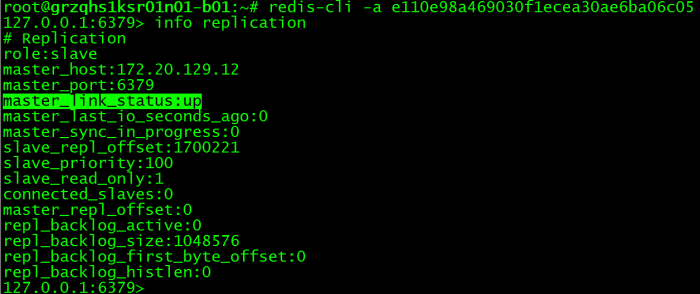 root@grzqhs1ksr01n01-b01:~# redis-cli -a e110e98a469030f1ecea30ae6ba06c05
127.0.0.1:6379> info replication
# Replication
role:slave
master_host:172.20.129.12
master_port:6379
master_link_status:up
master_last_io_seconds_ago:0
master_sync_in_progress:0
slave_repl_offset:1700221
slave_priority:100
slave_read_only:1
connected_slaves:0
master_repl_offset:0
repl_backlog_active:0
repl_backlog_size:1048576
repl_backlog_first_byte_offset:0
repl_backlog_histlen:0
127.0.0.1:6379>